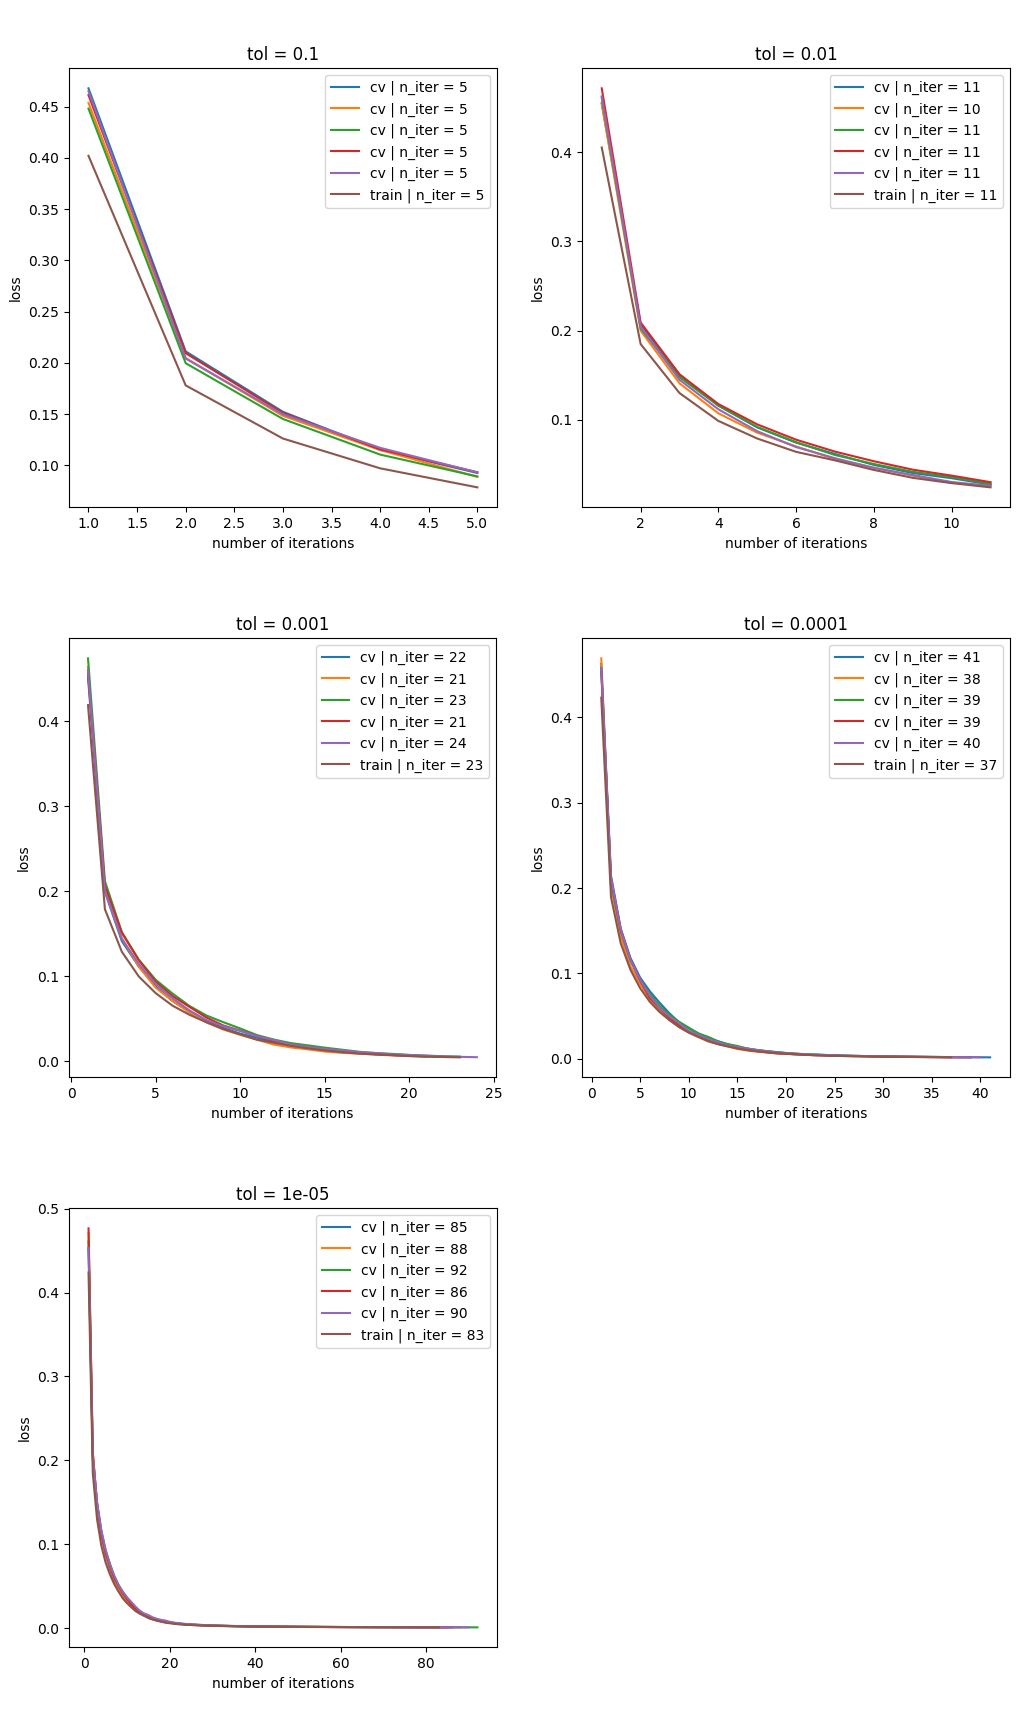 tol = 0.1
cv | n_iter = 5
cv | n_iter = 5
cv | n_iter = 5
cv | n_iter = 5
cv | n_iter = 5
train | n_iter = 5
0.45
0.40
0.35
0.30
0.25
0.20
0.15
0.10
loss
1.0 1.5 2.0 2.5 3.0 3.5 4.0 4.5 5.0
number of iterations
tol = 0.01
cv | n_iter = 11
cv | n_iter = 10
cv | n_iter = 11
cv | n_iter = 11
cv | n_iter = 11
train | n_iter = 11
0.4
0.3
0.2
0.1
loss
2 4 6 8 10
number of iterations
tol = 0.001
cv | n_iter = 22
cv | n_iter = 21
cv | n_iter = 23
cv | n_iter = 21
cv | n_iter = 24
train | n_iter = 23
0.4
0.3
0.2
0.1
0.0
loss
0 5 10 15 20 25
number of iterations
tol = 0.0001
cv | n_iter = 41
cv | n_iter = 38
cv | n_iter = 39
cv | n_iter = 39
cv | n_iter = 40
train | n_iter = 37
0.4
0.3
0.2
0.1
0.0
loss
0 5 10 15 20 25 30 35 40
number of iterations
tol = 1e-05
cv | n_iter = 85
cv | n_iter = 88
cv | n_iter = 92
cv | n_iter = 86
cv | n_iter = 90
train | n_iter = 83
0.5
0.4
0.3
0.2
0.1
0.0
loss
0 20 40 60 80
number of iterations